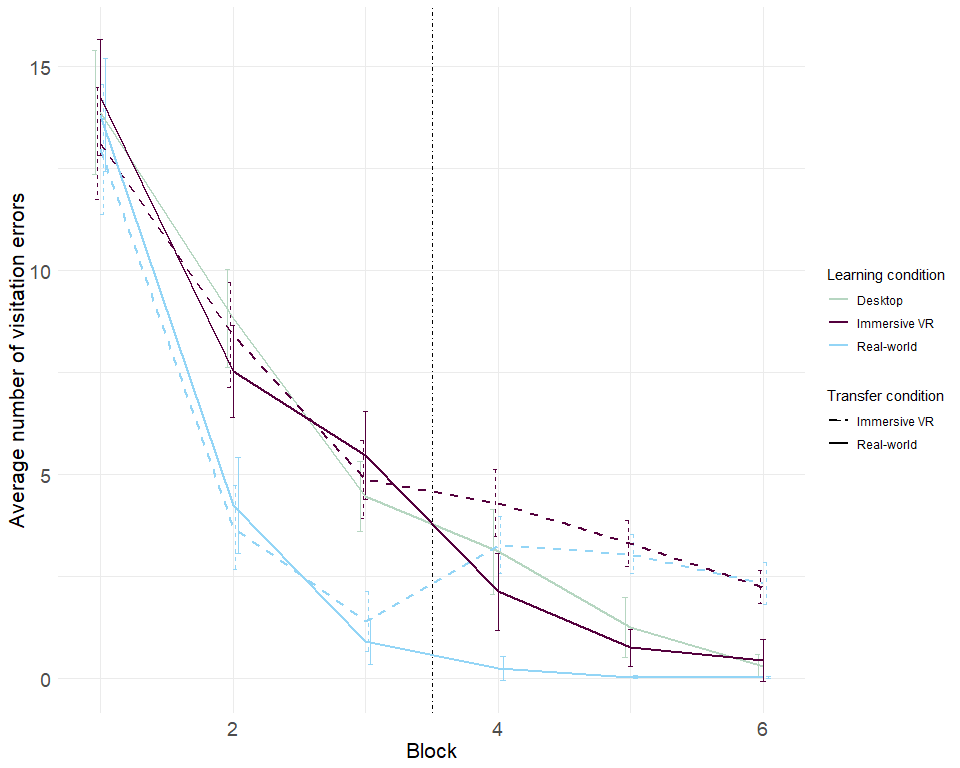 Average number of visitation errors
15
10
5
0
2
4
6
Block
Learning condition
Desktop
Immersive VR
Real-world
Transfer condition
Immersive VR
Real-world